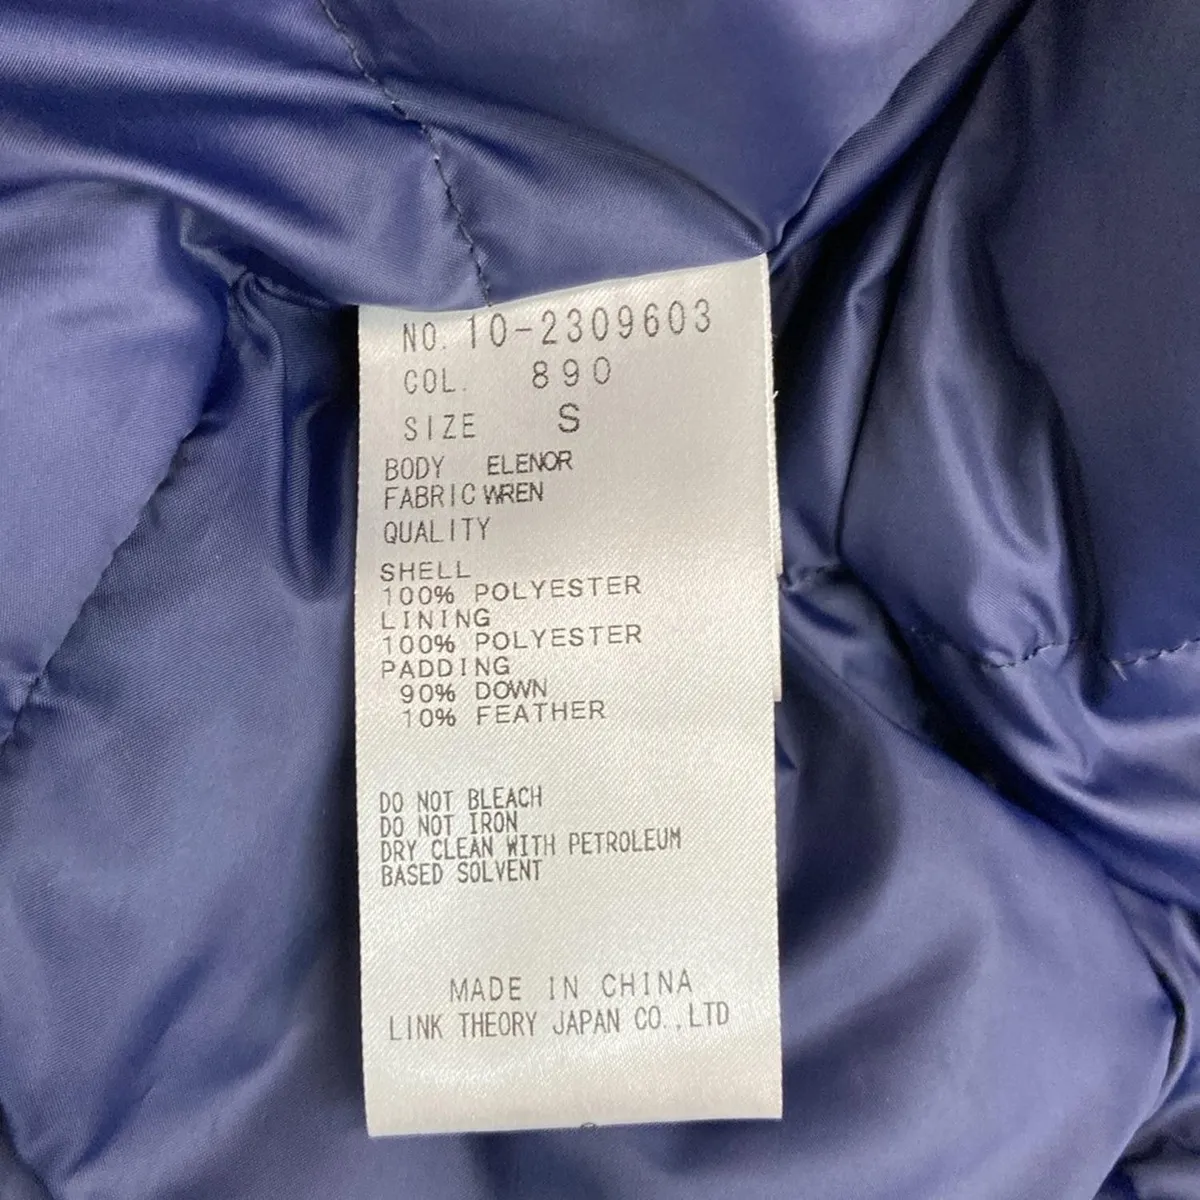 NO. 10-2309603
COL. 890
SIZE S
BODY ELENOR
FABRIC WREN
QUALITY
SHELL
100% POLYESTER
LINING
100% POLYESTER
PADDING
90% DOWN
10% FEATHER
DO NOT BLEACH
DO NOT IRON
DRY CLEAN WITH PETROLEUM
BASED SOLVENT
MADE IN CHINA
LINK THEORY JAPAN CO.,LTD